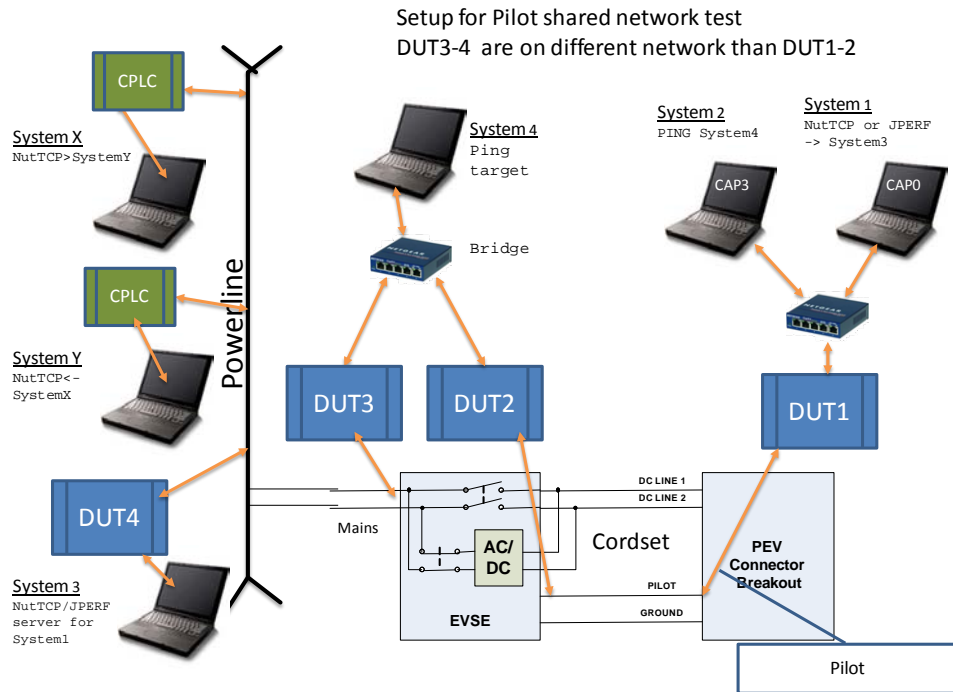 Setup for Pilot shared network test
DUT3-4 are on different network than DUT1-2
CPLC
System X
NutTCP>SystemY
CPLC
System Y
NutTCP<-
SystemX
DUT4
System 3
NutTCP/JPERF
server for
System1
Powerline
System 4
Ping
target
Bridge
NETGEAR
DUT3
DUT2
System 2
PING System4
System 1
NutTCP or JPERF
-> System3
CAP3
CAP0
NETGEAR
DUT1
Mains
AC/
DC
EVSE
DC LINE 1
DC LINE 2
Cordset
PILOT
GROUND
PEV
Connector
Breakout
Pilot